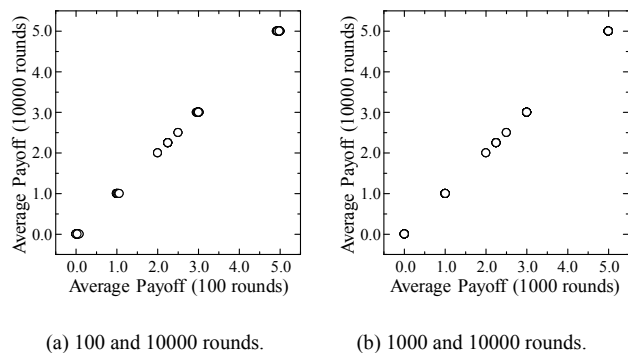 5.0
4.0
3.0
2.0
1.0
0.0
Average Payoff (10000 rounds)
0.0 1.0 2.0 3.0 4.0 5.0
Average Payoff (100 rounds)
(a) 100 and 10000 rounds.
5.0
4.0
3.0
2.0
1.0
0.0
Average Payoff (10000 rounds)
0.0 1.0 2.0 3.0 4.0 5.0
Average Payoff (1000 rounds)
(b) 1000 and 10000 rounds.